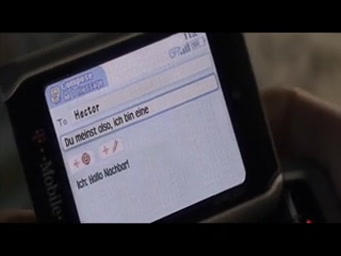 Compose
To Hector
Du meinst also, ich bin eine
Ich: Hallo Nachbar!
T··Mobile·